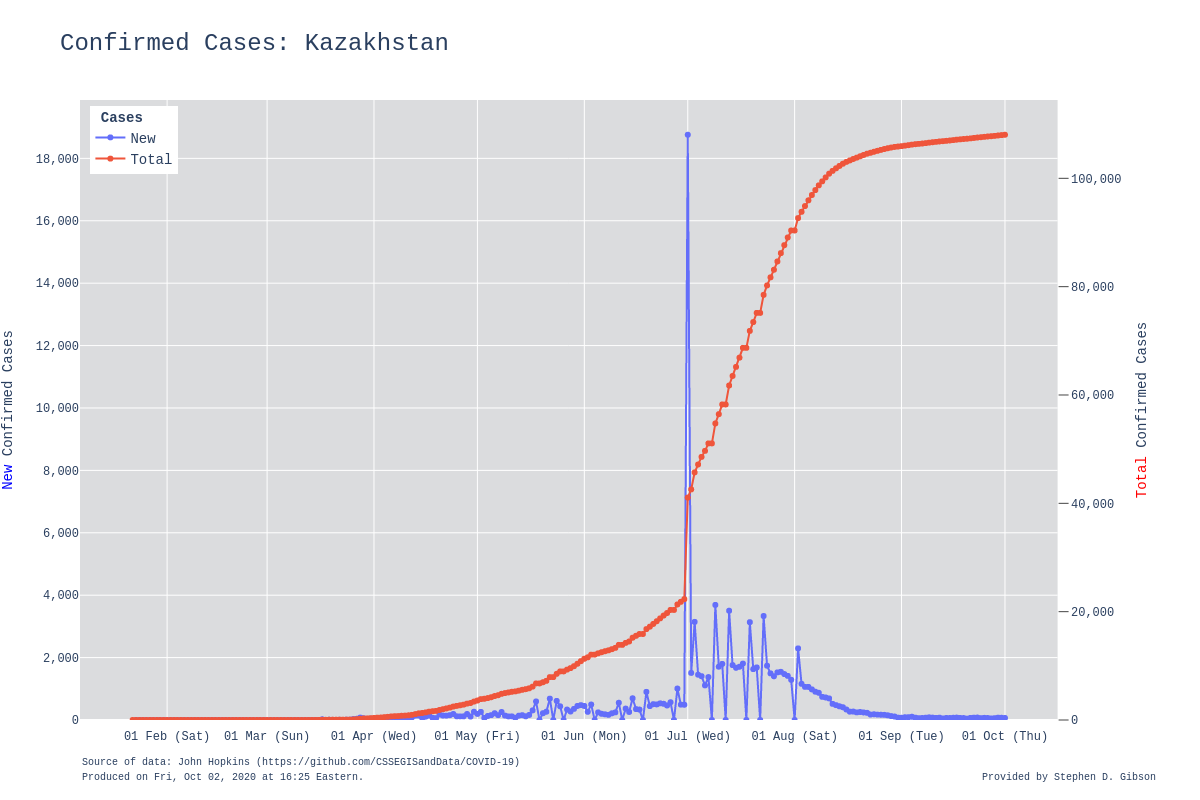 Confirmed Cases: Kazakhstan
Cases
New
Total
18,000
16,000
14,000
12,000
10,000
8,000
6,000
4,000
2,000
0
New Confirmed Cases
100,000
80,000
60,000
40,000
20,000
0
Total Confirmed Cases
01 Feb (Sat) 01 Mar (Sun) 01 Apr (Wed) 01 May (Fri) 01 Jun (Mon) 01 Jul (Wed) 01 Aug (Sat) 01 Sep (Tue) 01 Oct (Thu)
Source of data: John Hopkins (https://github.com/CSSEGISandData/COVID-19)
Produced on Fri, Oct 02, 2020 at 16:25 Eastern.
Provided by Stephen D. Gibson